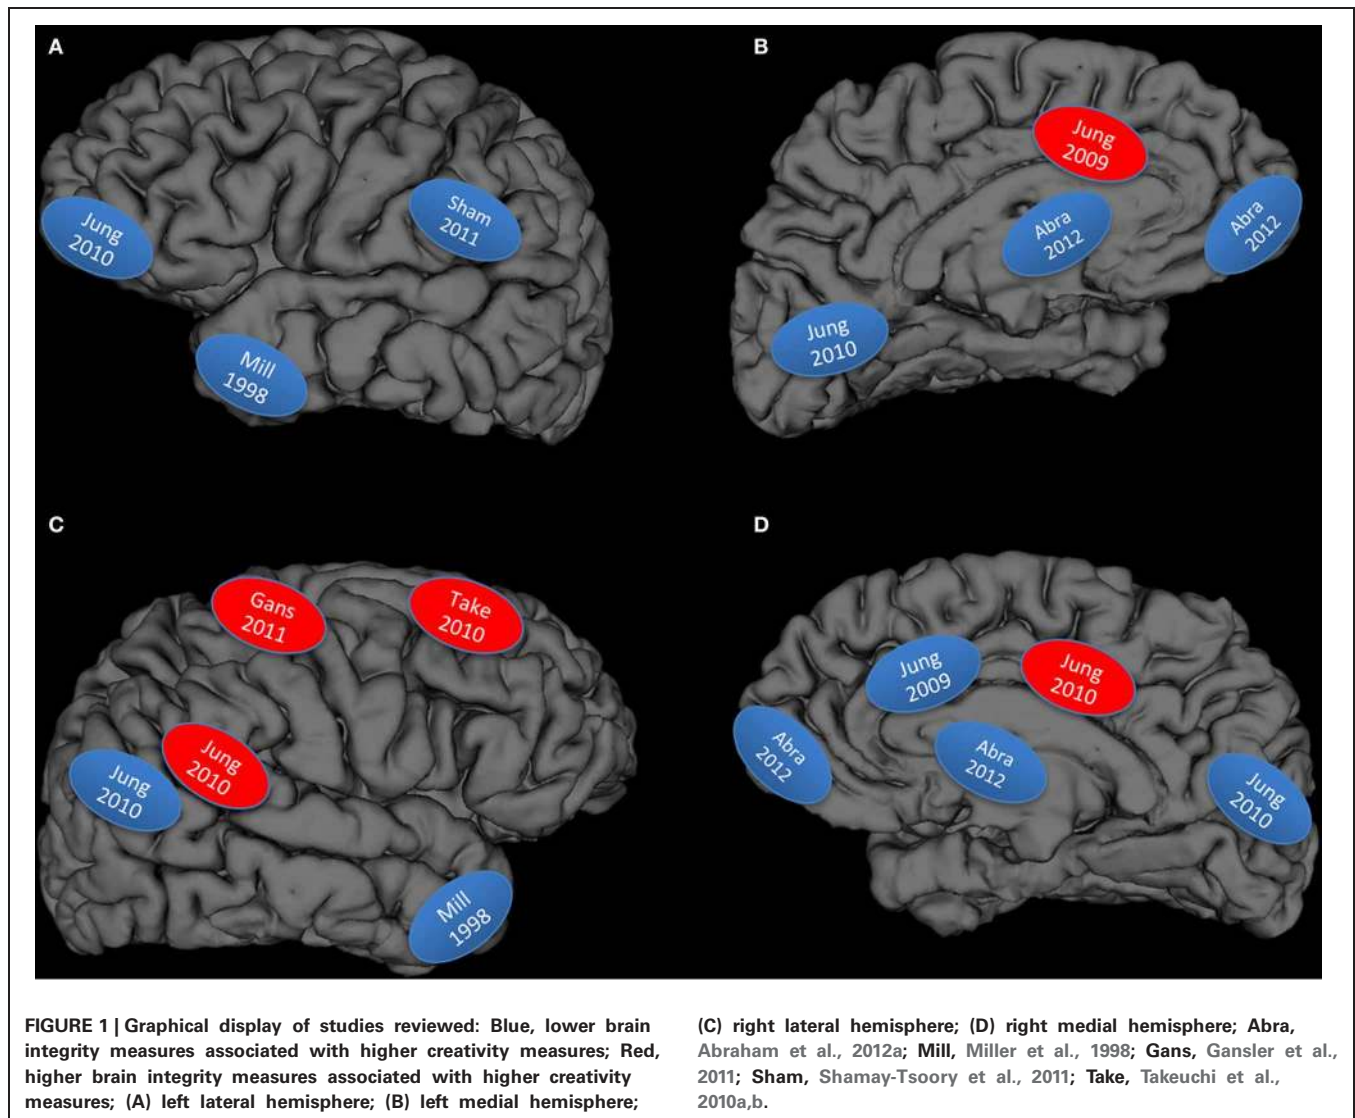 A
Jung
2010
Sham
2011
Mill
1998
B
Jung
2009
Abra
2012
Abra
2012
Jung
2010
C
Gans
2011
Take
2010
Jung
2010
Jung
2010
Mill
1998
D
Jung
2009
Jung
2010
Abra
2012
Abra
2012
Jung
2010
FIGURE 1 | Graphical display of studies reviewed: Blue, lower brain
integrity measures associated with higher creativity measures; Red,
higher brain integrity measures associated with higher creativity
measures; (A) left lateral hemisphere; (B) left medial hemisphere;
(C) right lateral hemisphere; (D) right medial hemisphere; Abra,
Abraham et al., 2012a; Mill, Miller et al., 1998; Gans, Gansler et al.,
2011; Sham, Shamay-Tsoory et al., 2011; Take, Takeuchi et al.,
2010a,b.